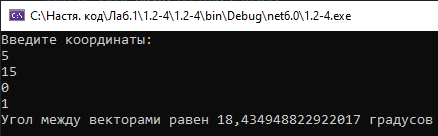 C:\Настя. код\Лаб.1\1.2-4\1.2-4\bin\Debug\net6.0\1.2-4.exe
Введите координаты:
5
15
0
1
Угол между векторами равен 18,434948822922017 градусов